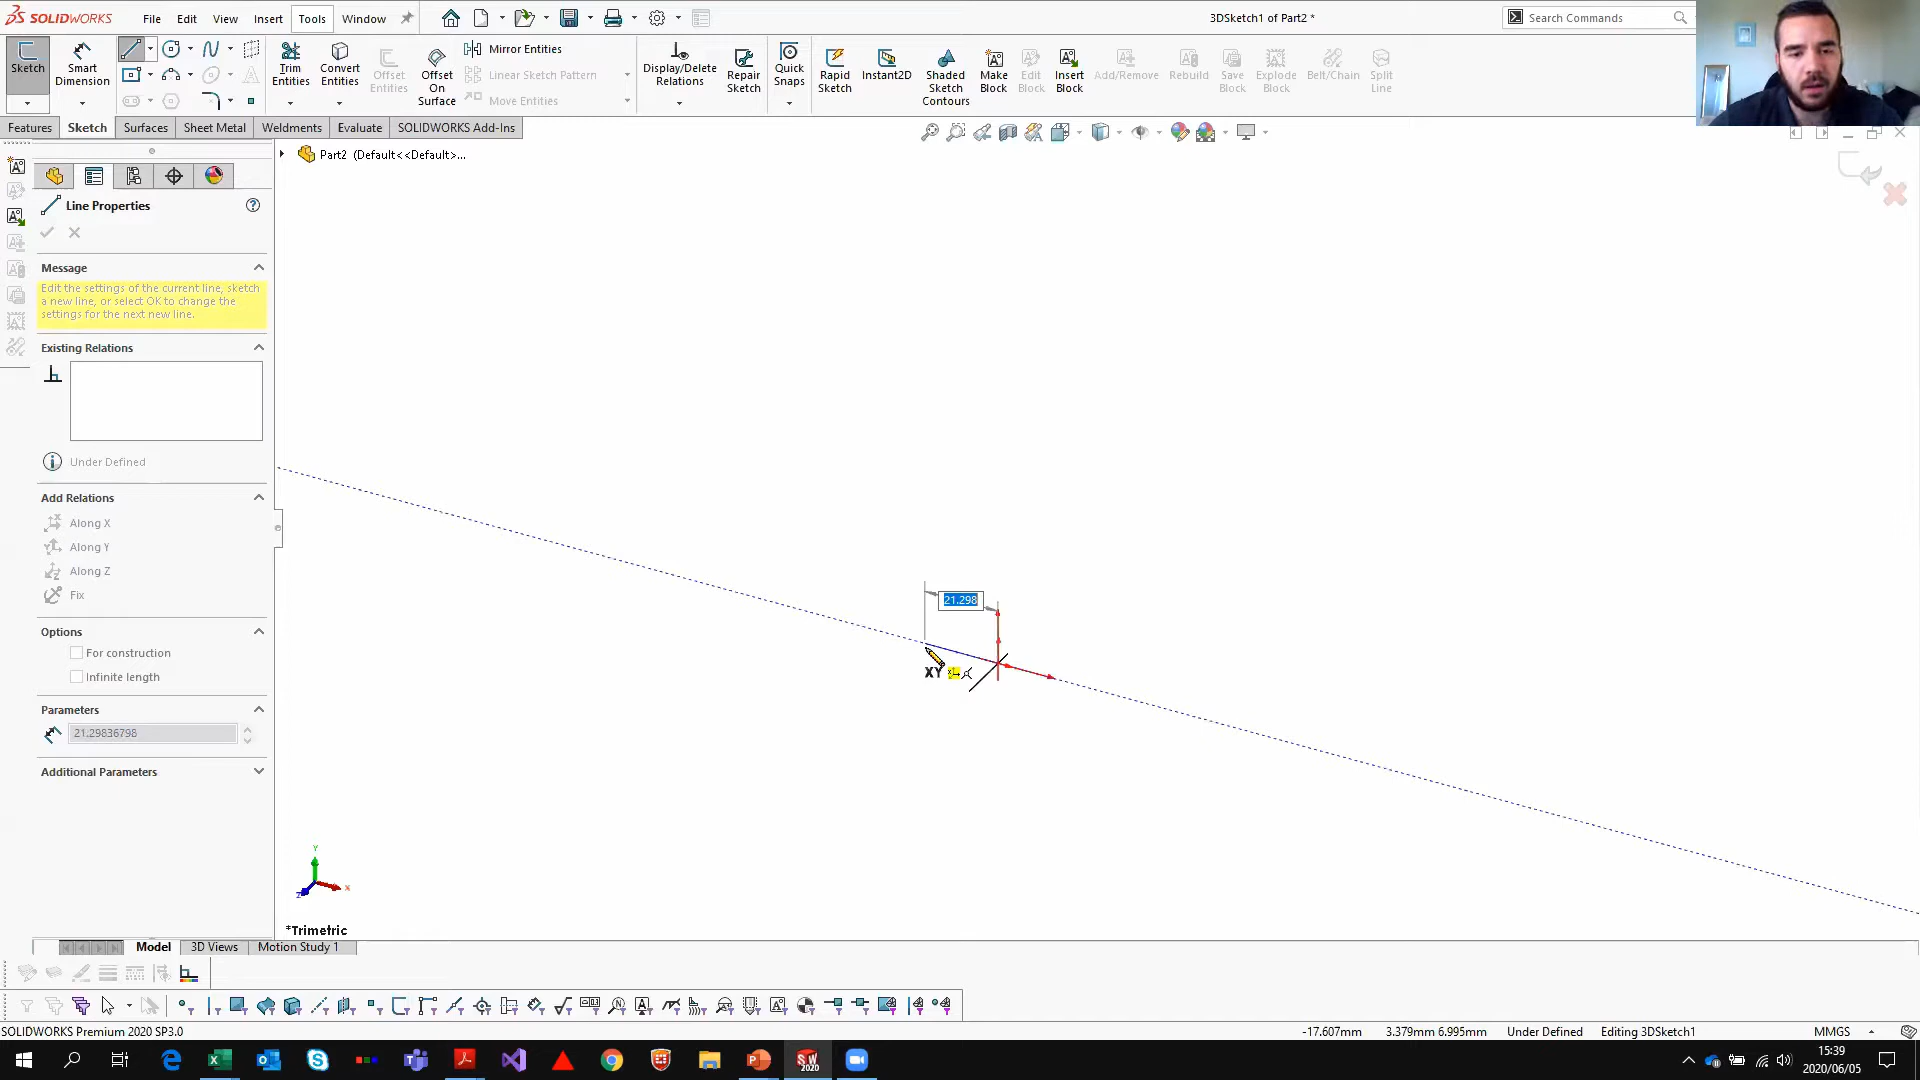 SOLIDWORKS File Edit View Insert Tools Window
3DSketch1 of Part2 *
Search Commands
Sketch
Smart Dimension
Trim Entities
Convert Entities
Offset Entities
Offset On Surface
Mirror Entities
Linear Sketch Pattern
Move Entities
Display/Delete Relations
Repair Sketch
Quick Snaps
Rapid Sketch
Instant2D
Shaded Sketch Contours
Make Block
Edit Block
Insert Block
Add/Remove
Rebuild
Save Block
Explode Block
Belt/Chain
Split Line
Features Sketch Surfaces Sheet Metal Weldments Evaluate SOLIDWORKS Add-Ins
Part2 (Default<<Default>...
Line Properties
Message
Edit the settings of the current line, sketch
a new line, or select OK to change the
settings for the next new line.
Existing Relations
Under Defined
Add Relations
Along X
Along Y
Along Z
Fix
Options
For construction
Infinite length
Parameters
21.29836798
Additional Parameters
21.298
XY
Y
X
Z
*Trimetric
Model 3D Views Motion Study 1
SOLIDWORKS Premium 2020 SP3.0
-17.607mm 3.379mm 6.995mm Under Defined Editing 3DSketch1 MMGS
15:39
2020/06/05